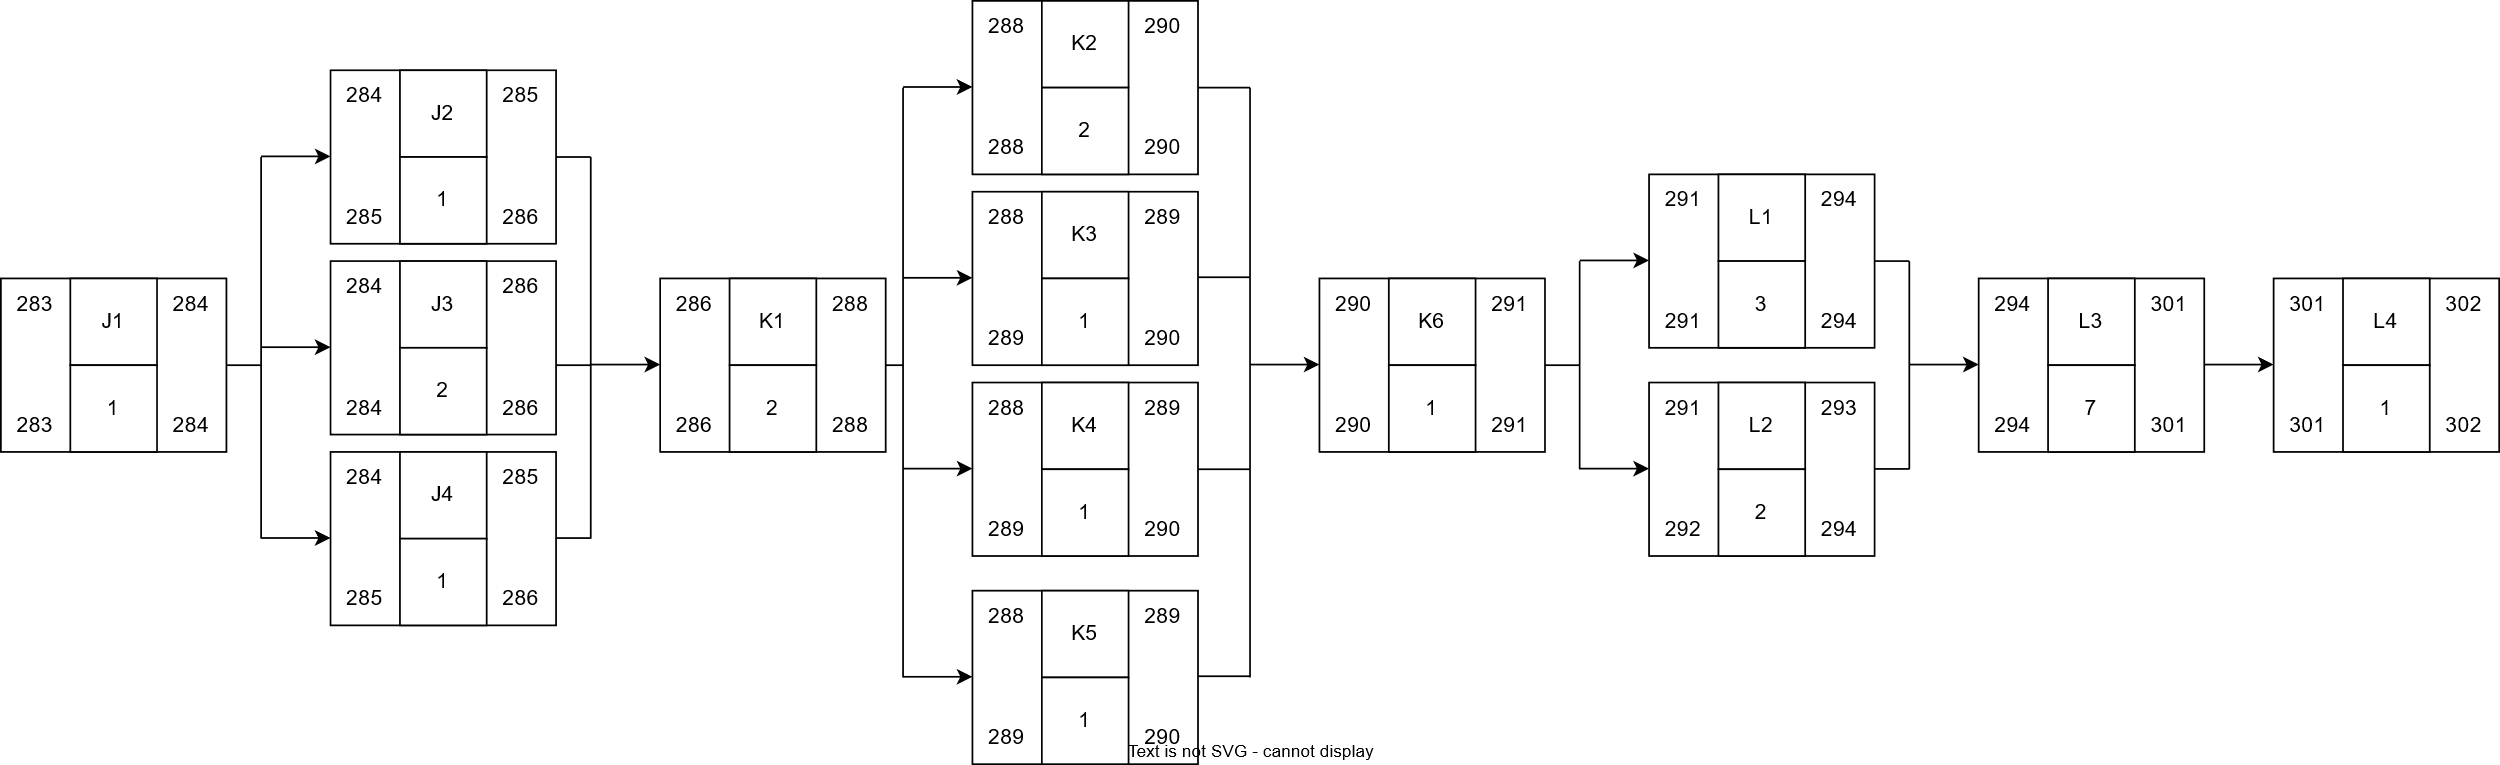 283 J1 284
1
283 284
284 J2 285
1
285 286
284 J3 286
2
284 286
284 J4 285
1
285 286
286 K1 288
2
286 288
288 K2 290
2
288 290
288 K3 289
1
289 290
288 K4 289
1
289 290
288 K5 289
1
289 290
290 K6 291
1
290 291
291 L1 294
3
291 294
291 L2 293
2
292 294
294 L3 301
7
294 301
301 L4 302
1
301 302
Text is not SVG - cannot display